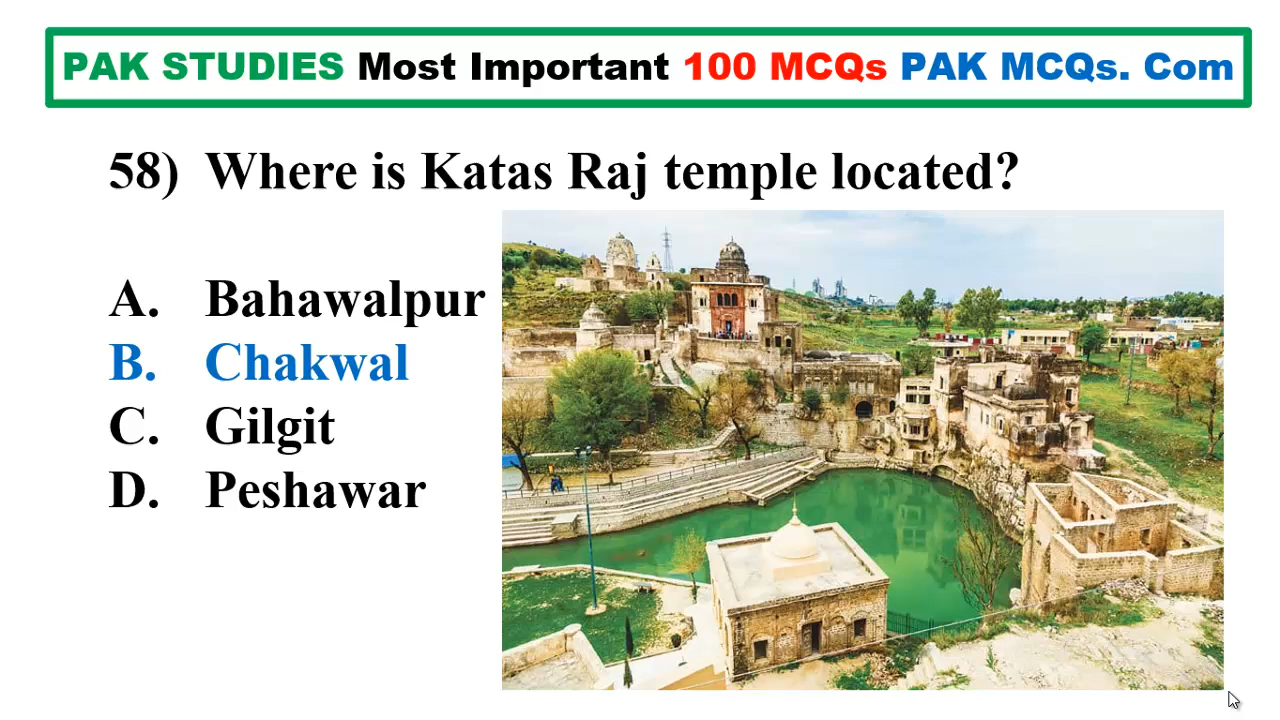 PAK STUDIES Most Important 100 MCQs PAK MCQs. Com
58) Where is Katas Raj temple located?
A. Bahawalpur
B. Chakwal
C. Gilgit
D. Peshawar